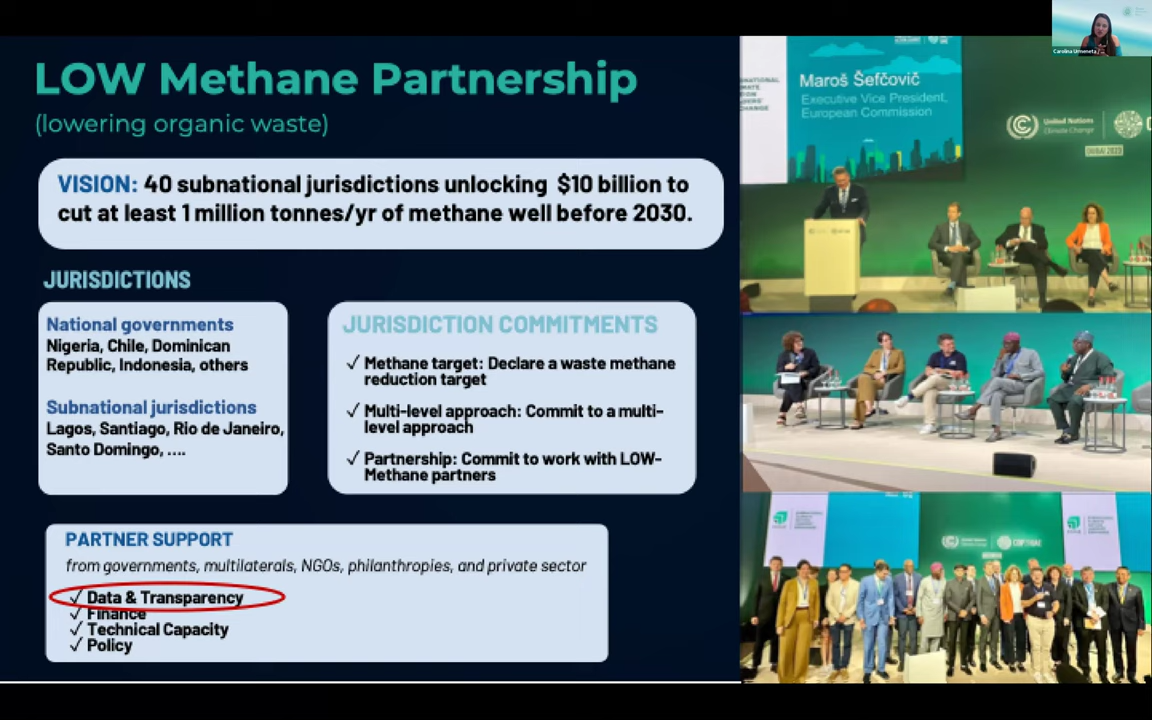 LOW Methane Partnership
(lowering organic waste)
VISION: 40 subnational jurisdictions unlocking $10 billion to
cut at least 1 million tonnes/yr of methane well before 2030.
JURISDICTIONS
National governments
Nigeria, Chile, Dominican
Republic, Indonesia, others
Subnational jurisdictions
Lagos, Santiago, Rio de Janeiro,
Santo Domingo, ....
JURISDICTION COMMITMENTS
✓ Methane target: Declare a waste methane
reduction target
✓ Multi-level approach: Commit to a multi-
level approach
✓ Partnership: Commit to work with LOW-
Methane partners
PARTNER SUPPORT
from governments, multilaterals, NGOs, philanthropies, and private sector
✓ Data & Transparency
✓ Finance
✓ Technical Capacity
✓ Policy
Maroš Šefčovič
Executive Vice President,
European Commission
United Nations
Climate Change
DUBAI 2023